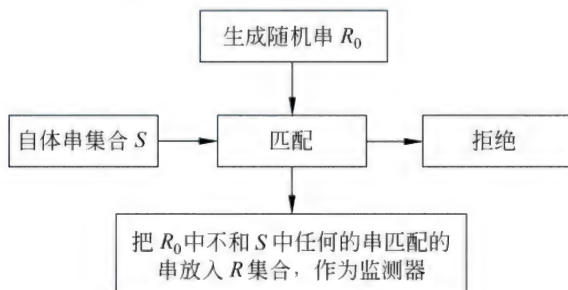 生成随机串 R₀
自体串集合 S
匹配
拒绝
把 R₀中不和 S 中任何的串匹配的
串放入 R 集合，作为监测器